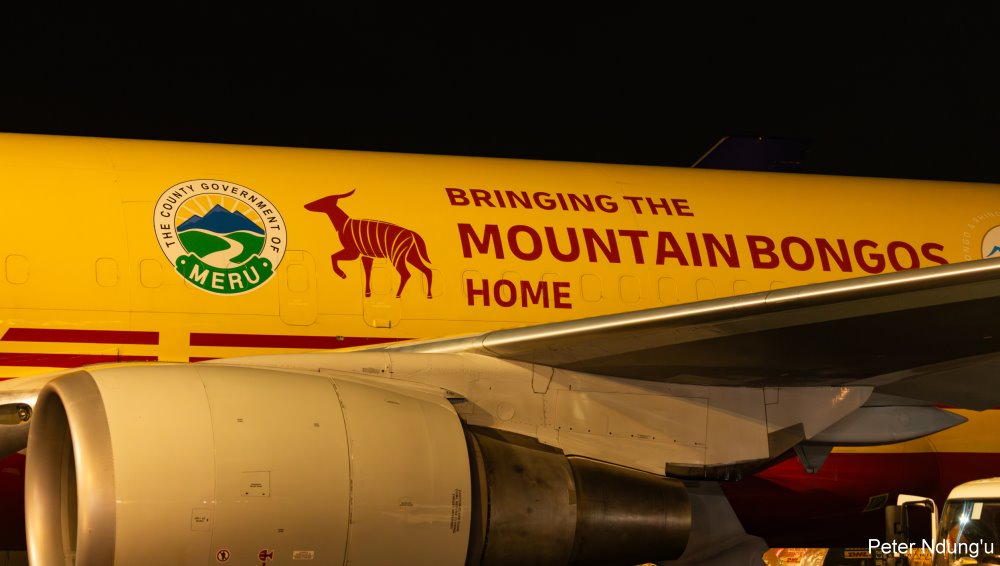 THE COUNTY GOVERNMENT OF
MERU
BRINGING THE
MOUNTAIN BONGOS
HOME
Peter Ndung'u